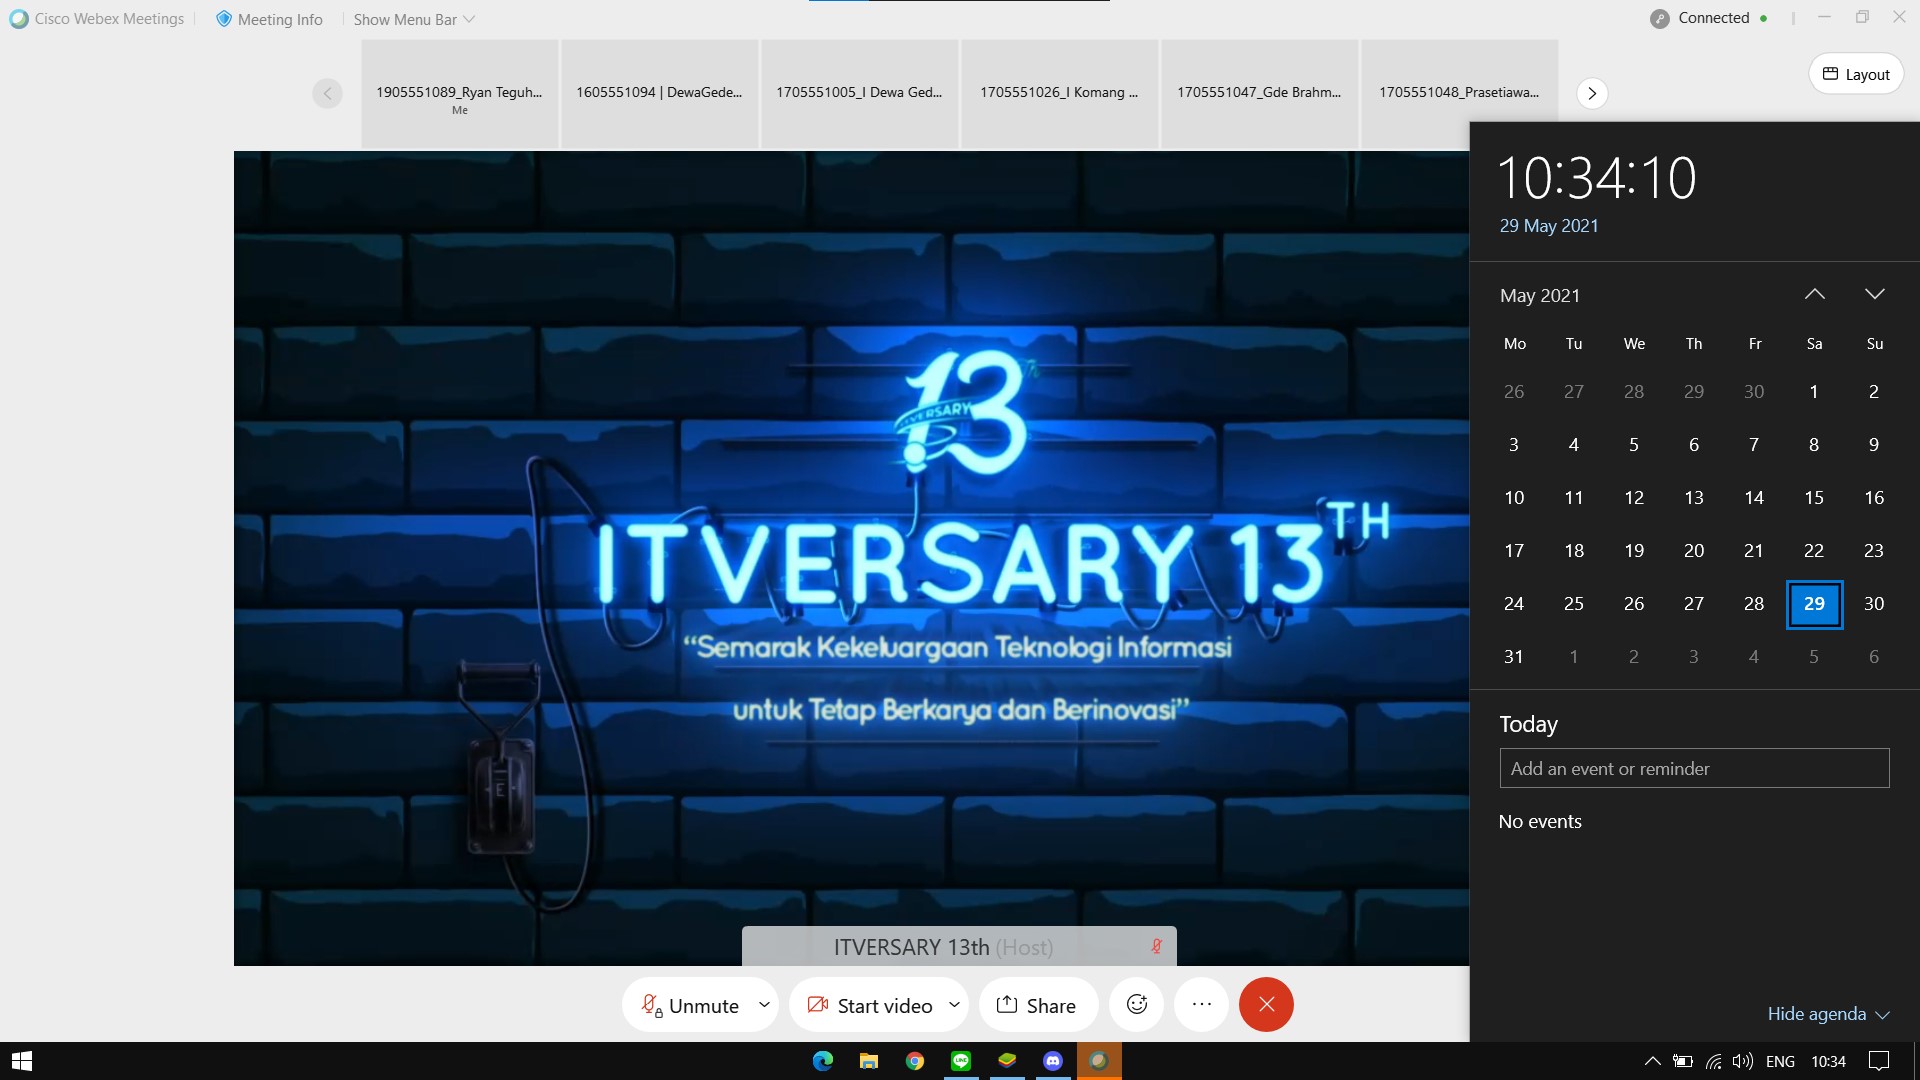 Cisco Webex Meetings
Meeting Info
Show Menu Bar
Connected
1905551089_Ryan Teguh...
Me
1605551094 | DewaGede...
1705551005_I Dewa Ged...
1705551026_I Komang ...
1705551047_Gde Brahm...
1705551048_Prasetiawa...
Layout
13
ITVERSARY
ITVERSARY 13TH
“Semarak Kekeluargaan Teknologi Informasi
untuk Tetap Berkarya dan Berinovasi”
E
ITVERSARY 13th (Host)
Unmute
Start video
Share
10:34:10
29 May 2021
May 2021
Mo Tu We Th Fr Sa Su
26 27 28 29 30 1 2
3 4 5 6 7 8 9
10 11 12 13 14 15 16
17 18 19 20 21 22 23
24 25 26 27 28 29 30
31 1 2 3 4 5 6
Today
Add an event or reminder
No events
Hide agenda
LINE
ENG
10:34